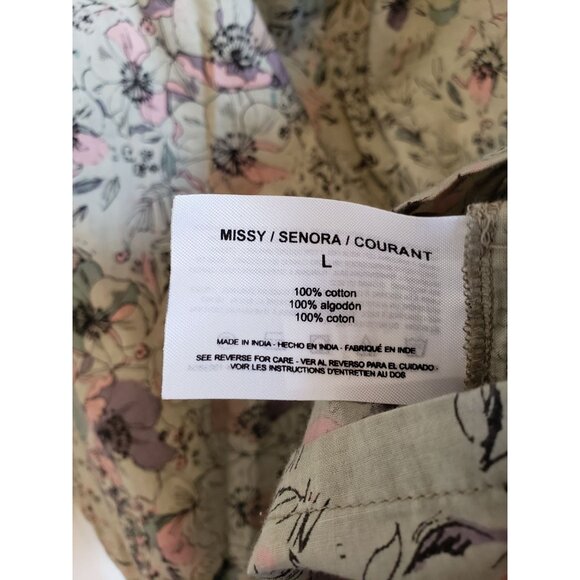 MISSY / SENORA / COURANT
L
100% cotton
100% algodón
100% coton
MADE IN INDIA - HECHO EN INDIA - FABRIQUÉ EN INDE
SEE REVERSE FOR CARE - VER AL REVERSO PARA EL CUIDADO -
VOIR LES INSTRUCTIONS D'ENTRETIEN AU DOS